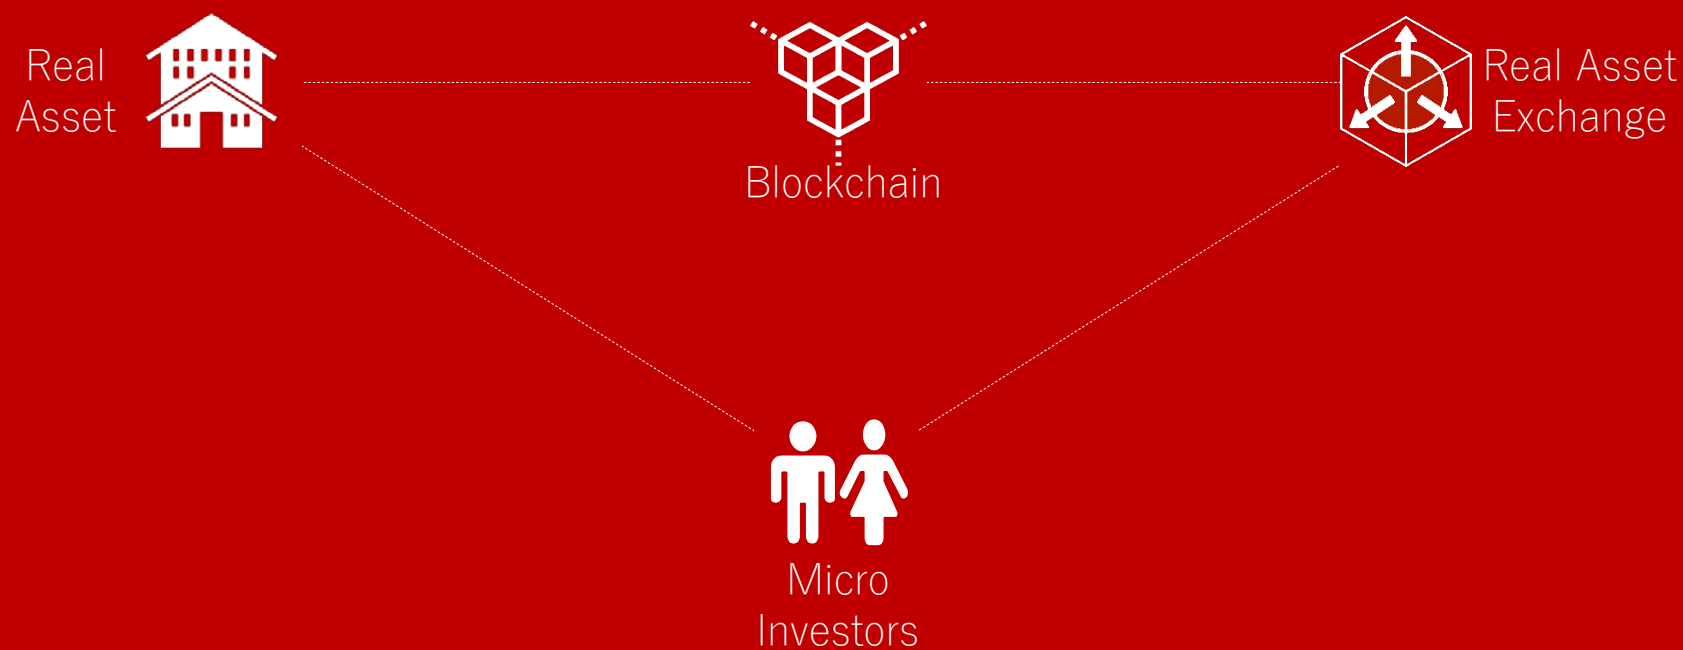 Real
Asset
Blockchain
Real Asset
Exchange
Micro
Investors